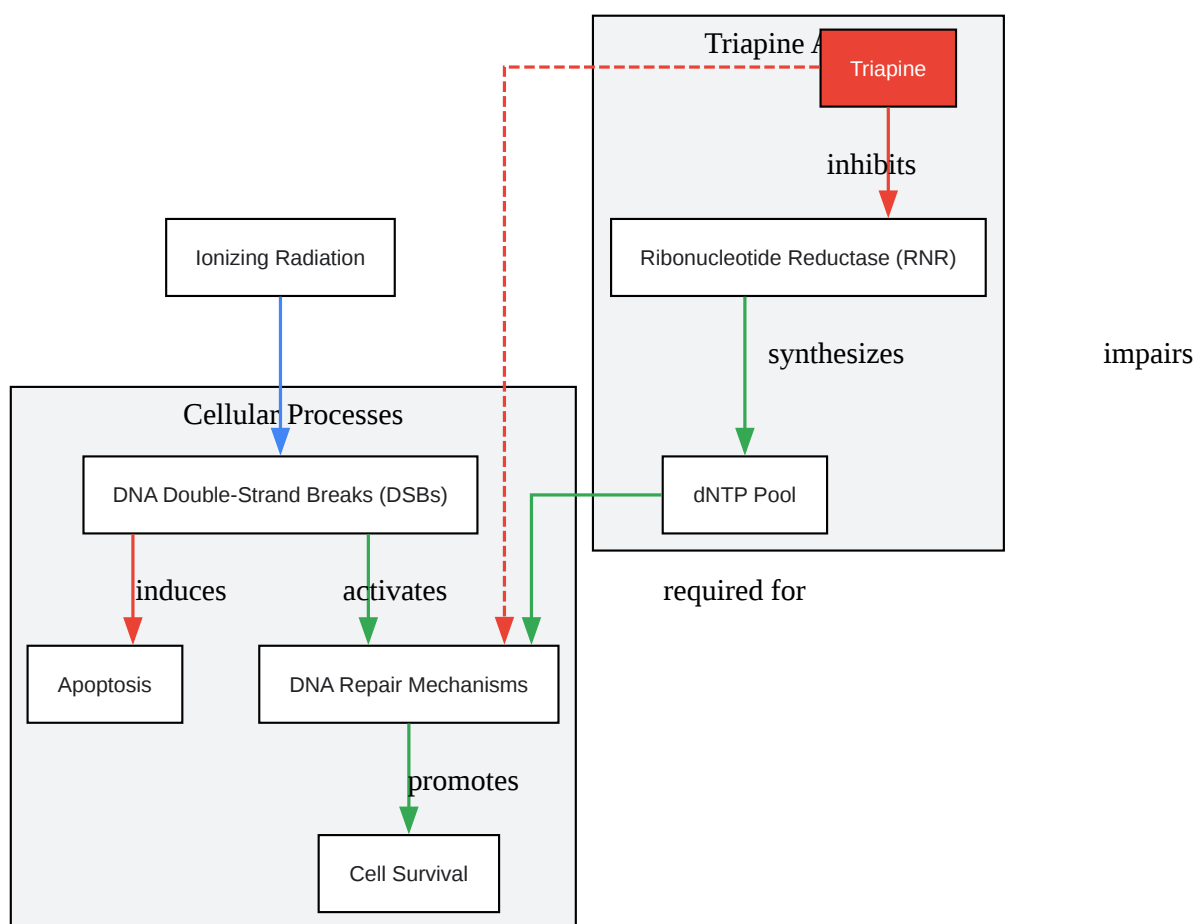 Triapine
Triapine
inhibits
Ionizing Radiation
Ribonucleotide Reductase (RNR)
synthesizes
impairs
Cellular Processes
DNA Double-Strand Breaks (DSBs)
dNTP Pool
induces
activates
required for
Apoptosis
DNA Repair Mechanisms
promotes
Cell Survival